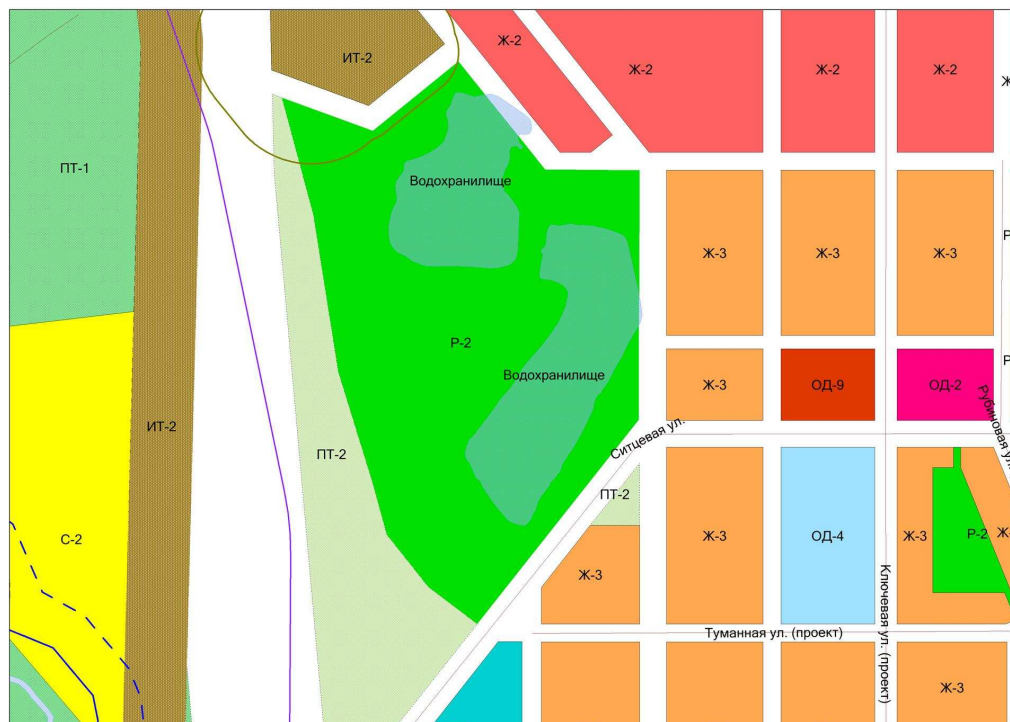 Ж-2
ИТ-2
Ж-2
Ж-2
Ж-2
Ж
ПТ-1
Водохранилище
Ж-3
Ж-3
Ж-3
Р
Р-2
Водохранилище
Ж-3
ОД-9
ОД-2
Р
Рубиновая ул.
ИТ-2
Ситцевая ул.
ПТ-2
ПТ-2
С-2
Ж-3
ОД-4
Ж-3
Р-2
Ж-
Ж-3
Туманная ул. (проект)
Ключевая ул. (проект)
Ж-3